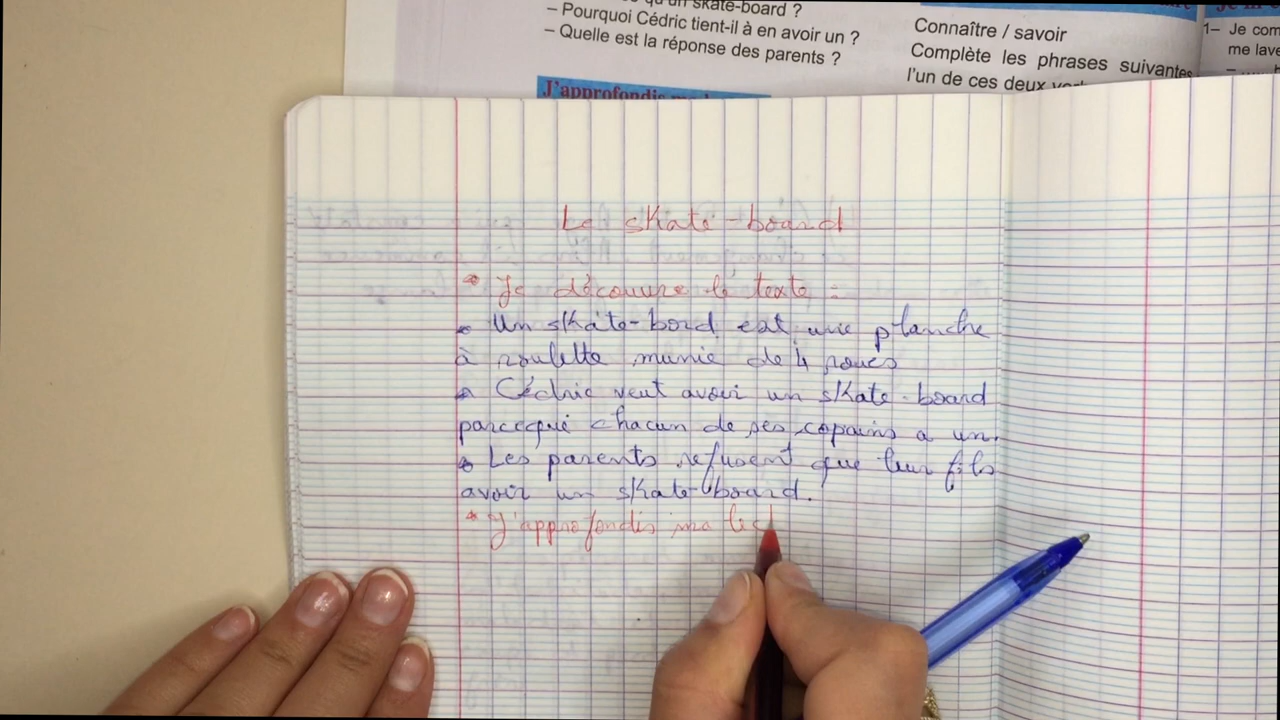 qu'un skate-board ?
– Pourquoi Cédric tient-il à en avoir un ?
– Quelle est la réponse des parents ?
J'approfondis
Connaître / savoir
Complète les phrases suivantes
l'un de ces deux
1– Je com
me lave
Le skate-board
* Je découvre le texte :
• Un skate-bord est une planche
à roulette munie de 4 roues
• Cédric veut avoir un skate-board
parceque chacun de ses copains a un.
• Les parents refusent que leur fils
avoir un skate-board.
* J'approfondis ma lec